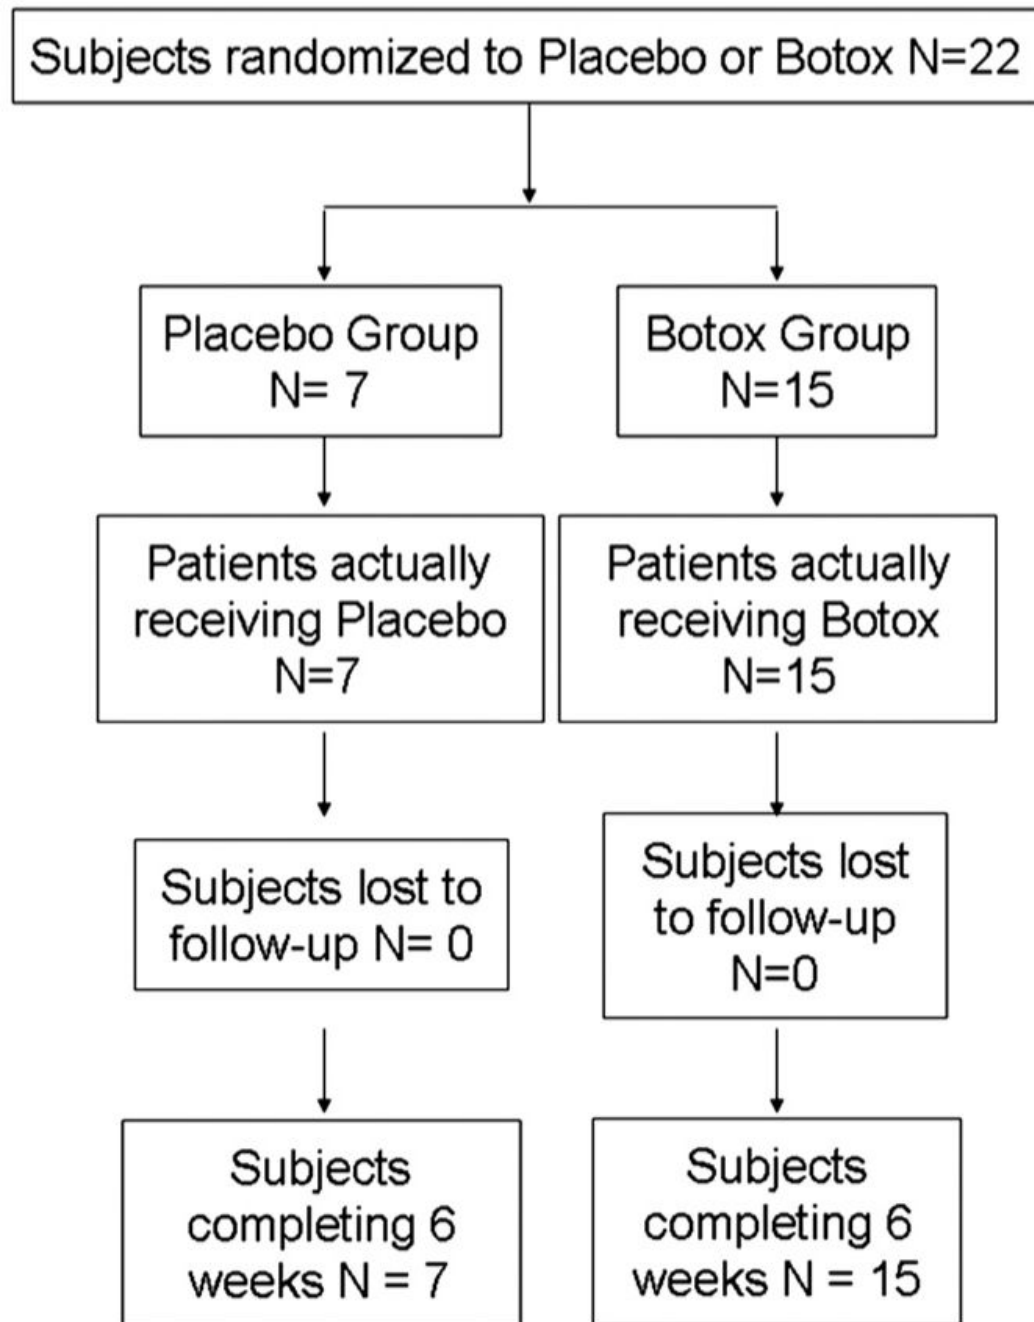 Subjects randomized to Placebo or Botox N=22
Placebo Group
N= 7
Botox Group
N=15
Patients actually
receiving Placebo
N=7
Patients actually
receiving Botox
N=15
Subjects lost to
follow-up N= 0
Subjects lost
to follow-up
N=0
Subjects
completing 6
weeks N = 7
Subjects
completing 6
weeks N = 15